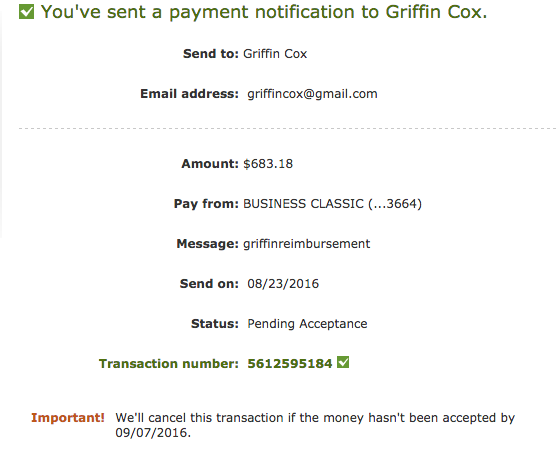 You've sent a payment notification to Griffin Cox.
Send to: Griffin Cox
Email address: griffincox@gmail.com
Amount: $683.18
Pay from: BUSINESS CLASSIC (...3664)
Message: griffinreimbursement
Send on: 08/23/2016
Status: Pending Acceptance
Transaction number: 5612595184
Important! We'll cancel this transaction if the money hasn't been accepted by
09/07/2016.